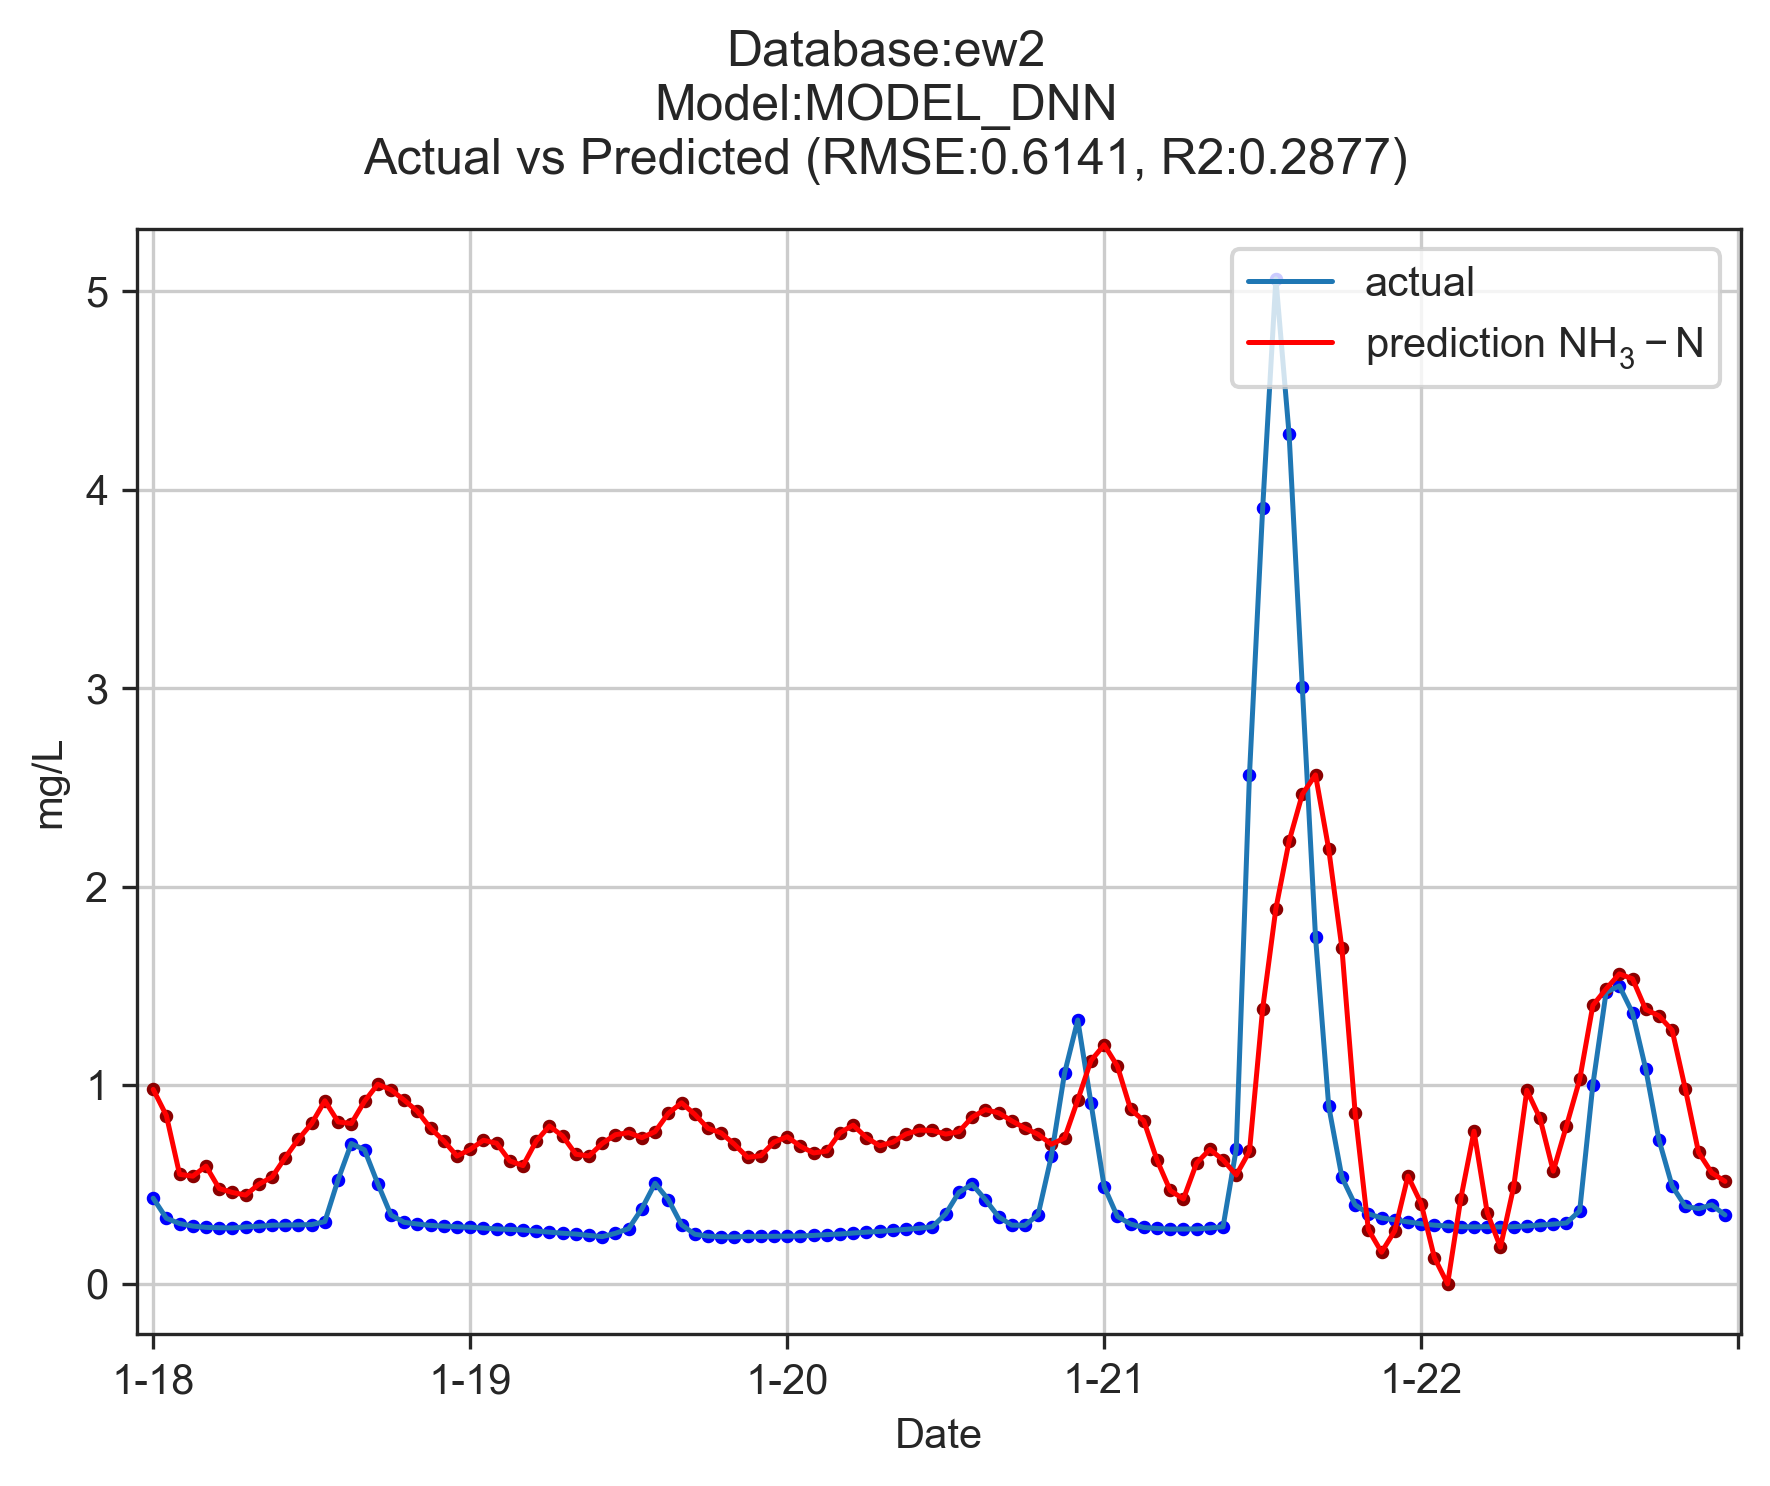 Database:ew2
Model:MODEL_DNN
Actual vs Predicted (RMSE:0.6141, R2:0.2877)
actual
prediction NH₃ − N
5
4
3
2
1
0
mg/L
1-18 1-19 1-20 1-21 1-22
Date